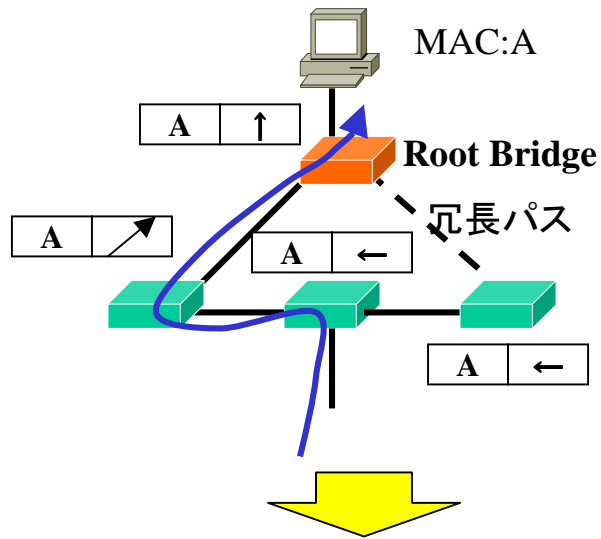 MAC:A
A ↑
Root Bridge
冗長パス
A ↗
A ←
A ←